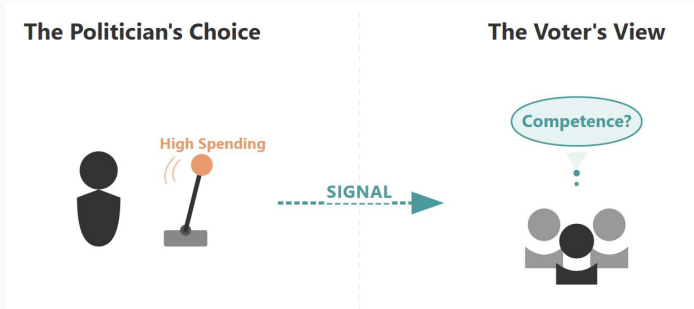 The Politician's Choice
The Voter's View
Competence?
High Spending
SIGNAL